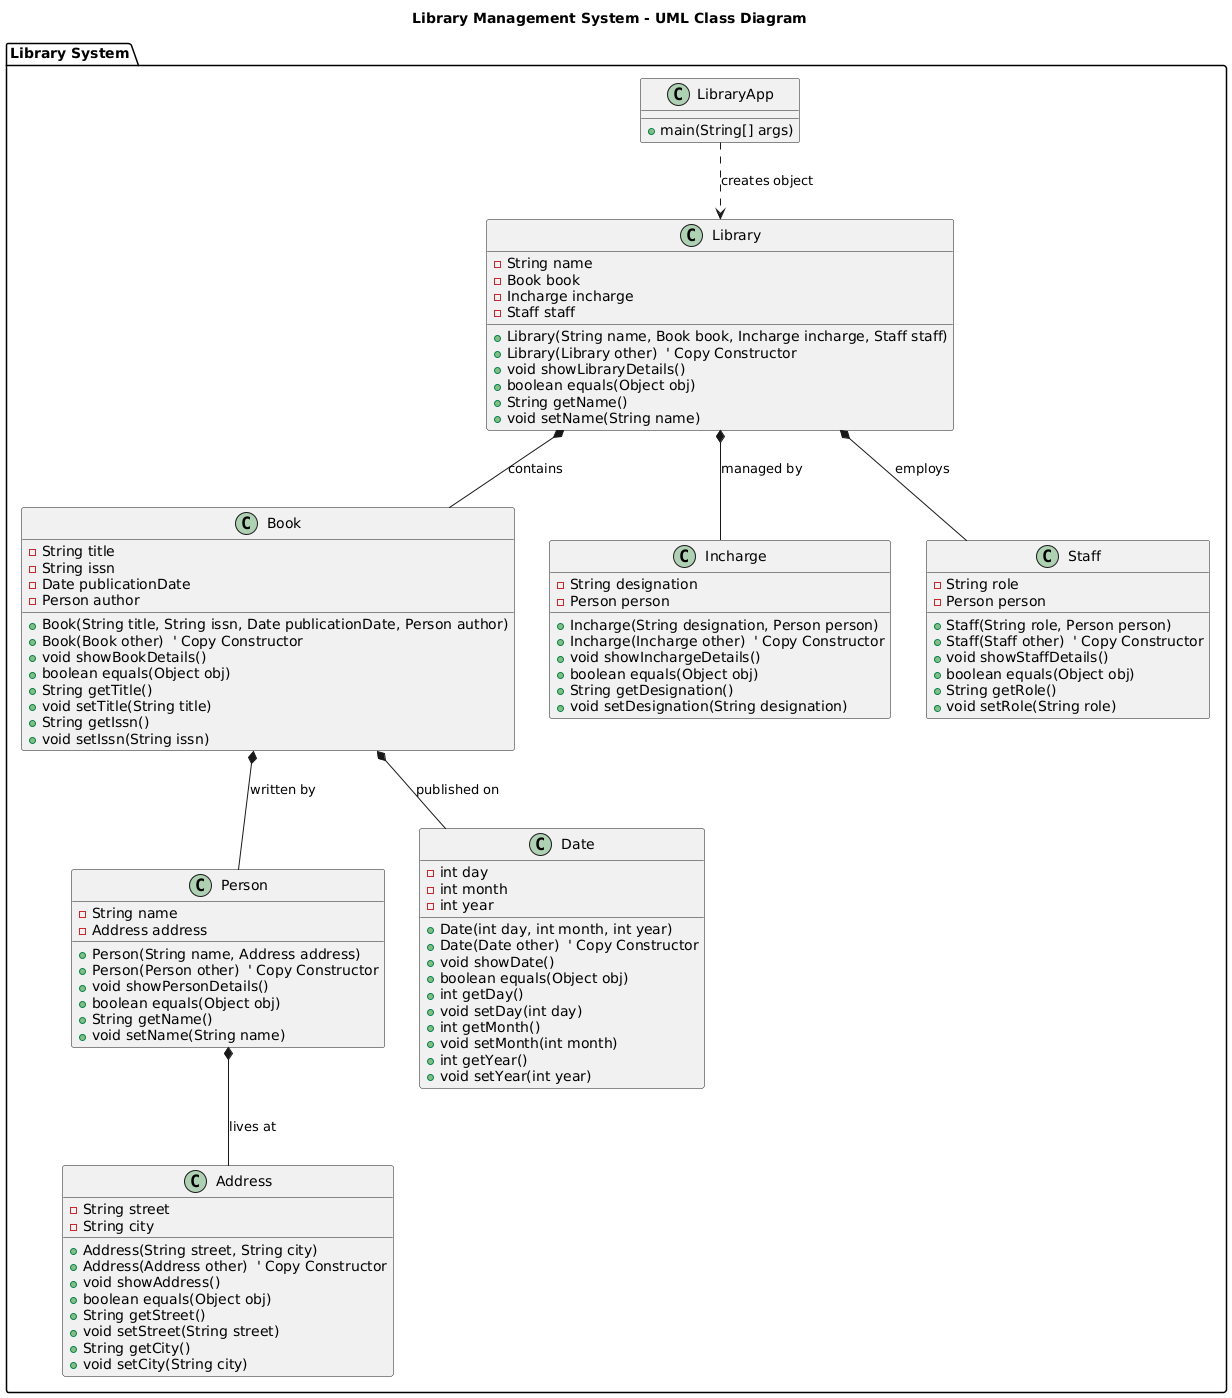 Library Management System - UML Class Diagram
Library System
C LibraryApp
main(String[] args)
creates object
C Library
String name
Book book
Incharge incharge
Staff staff
Library(String name, Book book, Incharge incharge, Staff staff)
Library(Library other) ' Copy Constructor
void showLibraryDetails()
boolean equals(Object obj)
String getName()
void setName(String name)
contains
managed by
employs
C Book
String title
String issn
Date publicationDate
Person author
Book(String title, String issn, Date publicationDate, Person author)
Book(Book other) ' Copy Constructor
void showBookDetails()
boolean equals(Object obj)
String getTitle()
void setTitle(String title)
String getIssn()
void setIssn(String issn)
C Incharge
String designation
Person person
Incharge(String designation, Person person)
Incharge(Incharge other) ' Copy Constructor
void showInchargeDetails()
boolean equals(Object obj)
String getDesignation()
void setDesignation(String designation)
C Staff
String role
Person person
Staff(String role, Person person)
Staff(Staff other) ' Copy Constructor
void showStaffDetails()
boolean equals(Object obj)
String getRole()
void setRole(String role)
written by
published on
C Person
String name
Address address
Person(String name, Address address)
Person(Person other) ' Copy Constructor
void showPersonDetails()
boolean equals(Object obj)
String getName()
void setName(String name)
C Date
int day
int month
int year
Date(int day, int month, int year)
Date(Date other) ' Copy Constructor
void showDate()
boolean equals(Object obj)
int getDay()
void setDay(int day)
int getMonth()
void setMonth(int month)
int getYear()
void setYear(int year)
lives at
C Address
String street
String city
Address(String street, String city)
Address(Address other) ' Copy Constructor
void showAddress()
boolean equals(Object obj)
String getStreet()
void setStreet(String street)
String getCity()
void setCity(String city)